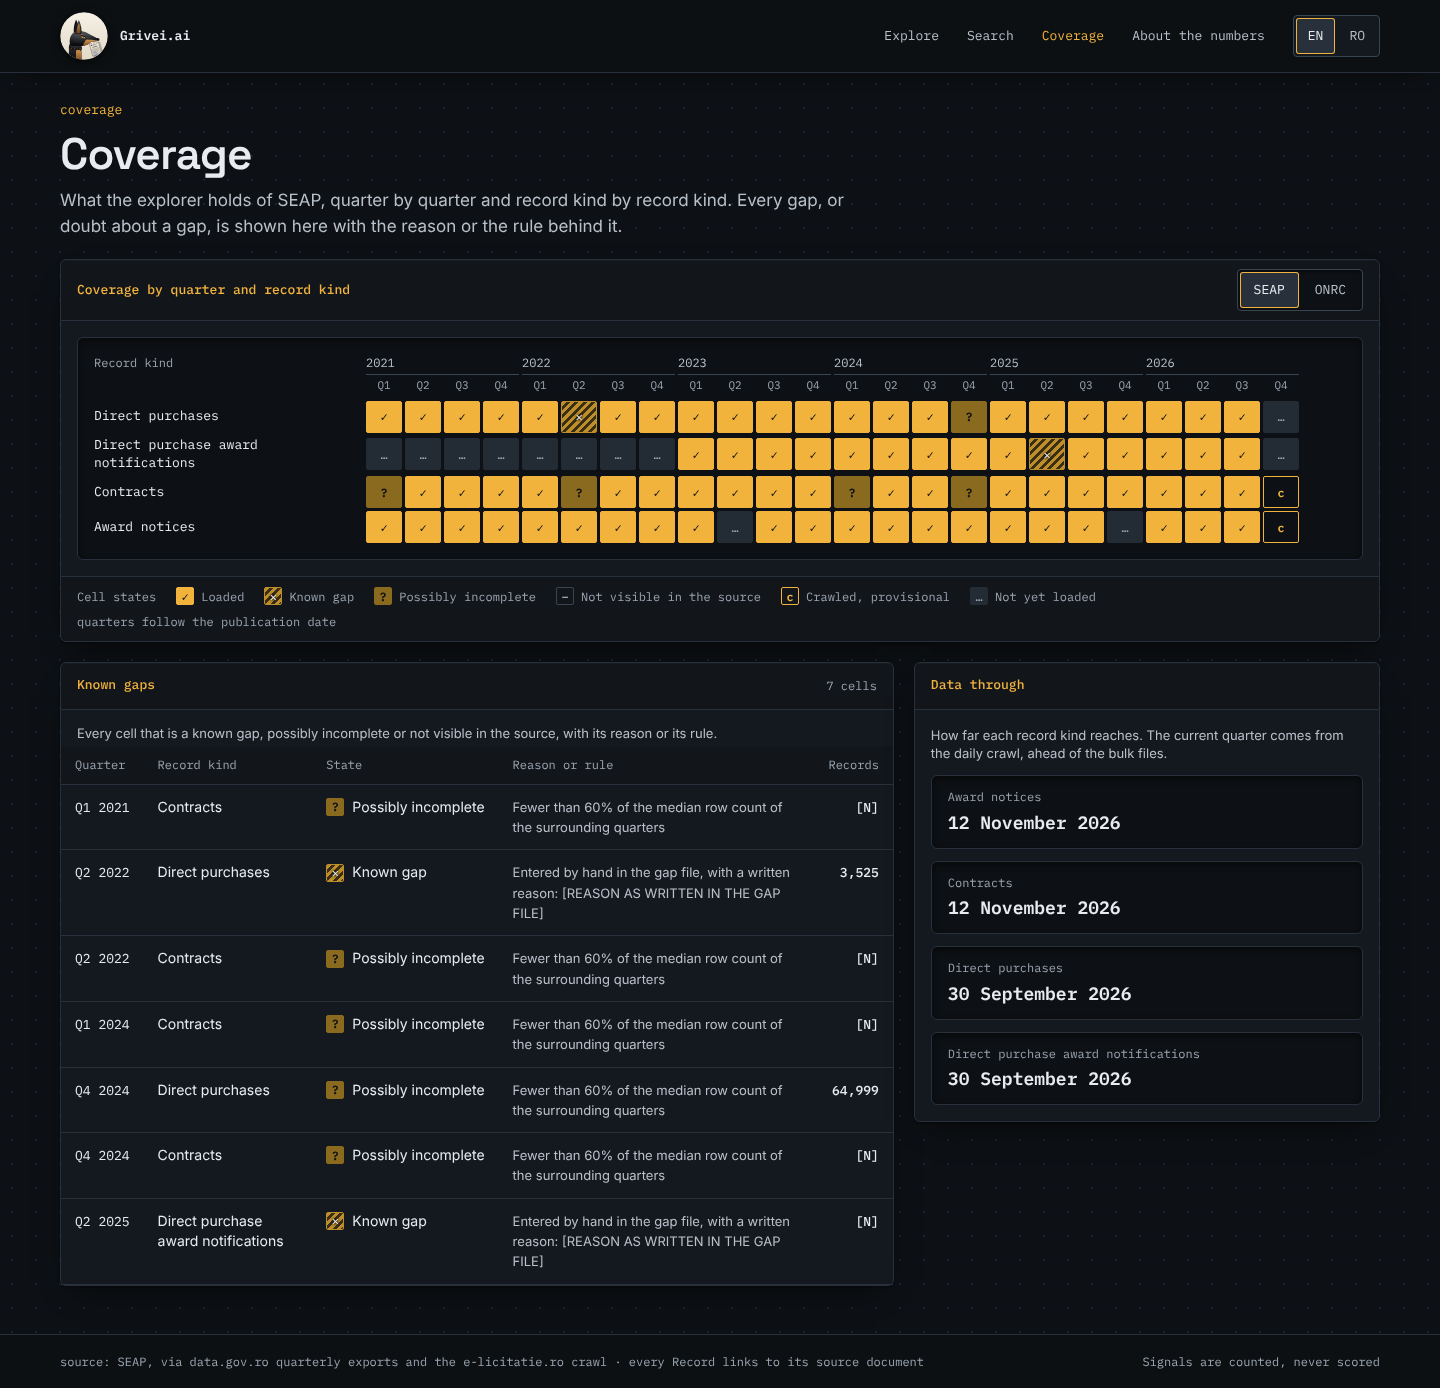 Grivei.ai
Explore Search Coverage About the numbers EN RO
coverage
Coverage
What the explorer holds of SEAP, quarter by quarter and record kind by record kind. Every gap, or
doubt about a gap, is shown here with the reason or the rule behind it.
Coverage by quarter and record kind
SEAP ONRC
Record kind 2021 2022 2023 2024 2025 2026
Q1 Q2 Q3 Q4 Q1 Q2 Q3 Q4 Q1 Q2 Q3 Q4 Q1 Q2 Q3 Q4 Q1 Q2 Q3 Q4 Q1 Q2 Q3 Q4
Direct purchases ✓ ✓ ✓ ✓ ✓ × ✓ ✓ ✓ ✓ ✓ ✓ ✓ ✓ ✓ ? ✓ ✓ ✓ ✓ ✓ ✓ ✓ …
Direct purchase award
notifications … … … … … … … … ✓ ✓ ✓ ✓ ✓ ✓ ✓ ✓ ✓ × ✓ ✓ ✓ ✓ ✓ …
Contracts ? ✓ ✓ ✓ ✓ ? ✓ ✓ ✓ ✓ ✓ ✓ ? ✓ ✓ ? ✓ ✓ ✓ ✓ ✓ ✓ ✓ c
Award notices ✓ ✓ ✓ ✓ ✓ ✓ ✓ ✓ ✓ … ✓ ✓ ✓ ✓ ✓ ✓ ✓ ✓ ✓ … ✓ ✓ ✓ c
Cell states ✓ Loaded × Known gap ? Possibly incomplete – Not visible in the source c Crawled, provisional … Not yet loaded
quarters follow the publication date
Known gaps 7 cells
Every cell that is a known gap, possibly incomplete or not visible in the source, with its reason or its rule.
Quarter Record kind State Reason or rule Records
Q1 2021 Contracts ? Possibly incomplete Fewer than 60% of the median row count of [N]
the surrounding quarters
Q2 2022 Direct purchases × Known gap Entered by hand in the gap file, with a written 3,525
reason: [REASON AS WRITTEN IN THE GAP
FILE]
Q2 2022 Contracts ? Possibly incomplete Fewer than 60% of the median row count of [N]
the surrounding quarters
Q1 2024 Contracts ? Possibly incomplete Fewer than 60% of the median row count of [N]
the surrounding quarters
Q4 2024 Direct purchases ? Possibly incomplete Fewer than 60% of the median row count of 64,999
the surrounding quarters
Q4 2024 Contracts ? Possibly incomplete Fewer than 60% of the median row count of [N]
the surrounding quarters
Q2 2025 Direct purchase × Known gap Entered by hand in the gap file, with a written [N]
award notifications reason: [REASON AS WRITTEN IN THE GAP
FILE]
Data through
How far each record kind reaches. The current quarter comes from
the daily crawl, ahead of the bulk files.
Award notices
12 November 2026
Contracts
12 November 2026
Direct purchases
30 September 2026
Direct purchase award notifications
30 September 2026
source: SEAP, via data.gov.ro quarterly exports and the e-licitatie.ro crawl · every Record links to its source document
Signals are counted, never scored